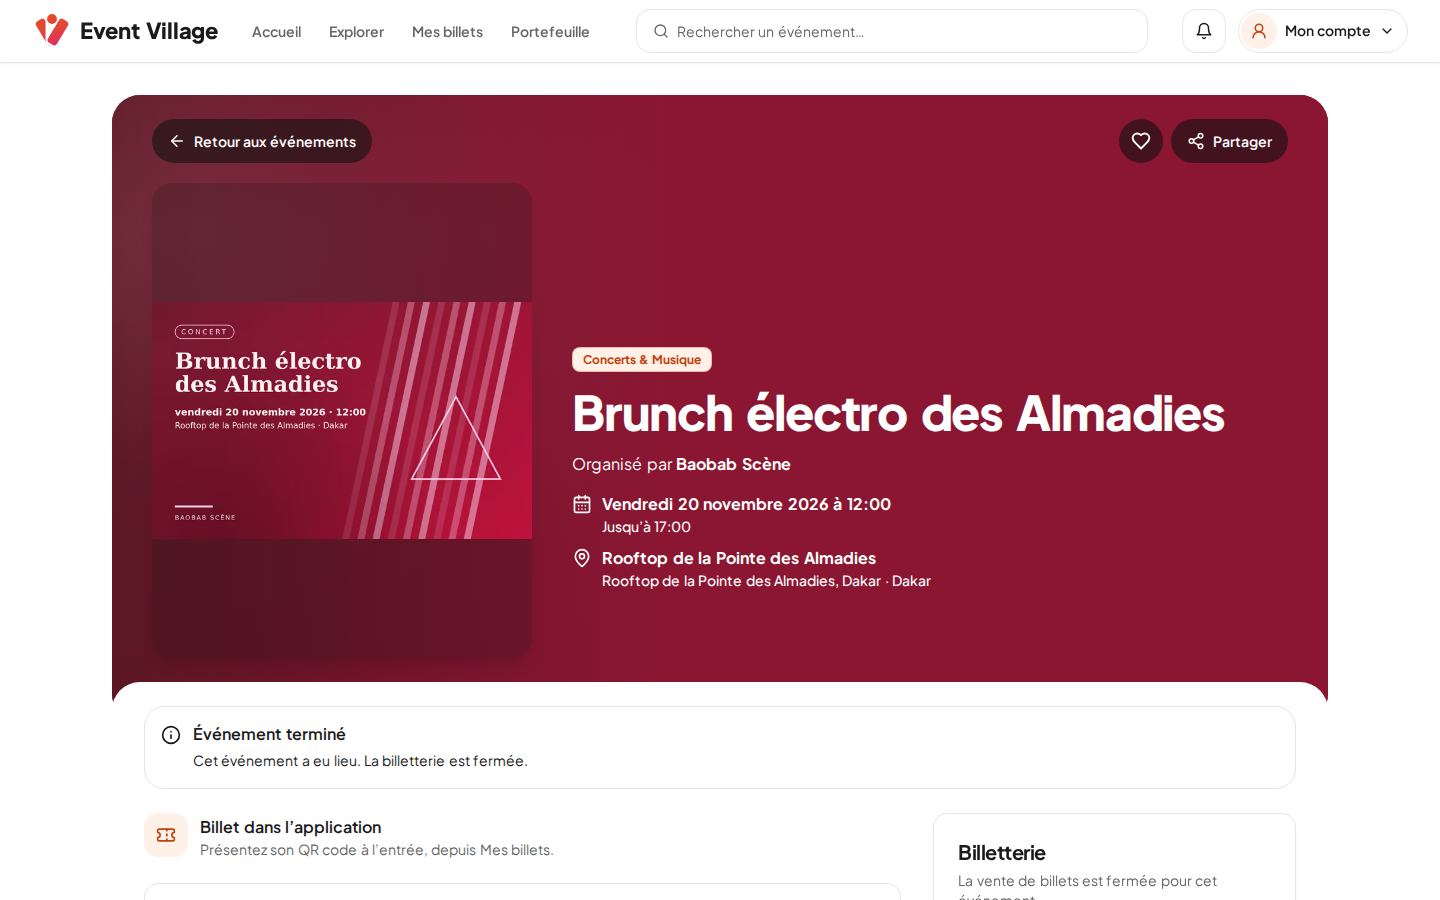 Event Village
Accueil
Explorer
Mes billets
Portefeuille
Rechercher un événement...
Mon compte
Retour aux événements
Partager
CONCERT
Brunch électro
des Almadies
vendredi 20 novembre 2026 · 12:00
Rooftop de la Pointe des Almadies · Dakar
BAOBAB SCÈNE
Concerts & Musique
Brunch électro des Almadies
Organisé par Baobab Scène
Vendredi 20 novembre 2026 à 12:00
Jusqu’à 17:00
Rooftop de la Pointe des Almadies
Rooftop de la Pointe des Almadies, Dakar · Dakar
Événement terminé
Cet événement a eu lieu. La billetterie est fermée.
Billet dans l’application
Présentez son QR code à l’entrée, depuis Mes billets.
Billetterie
La vente de billets est fermée pour cet
événement.